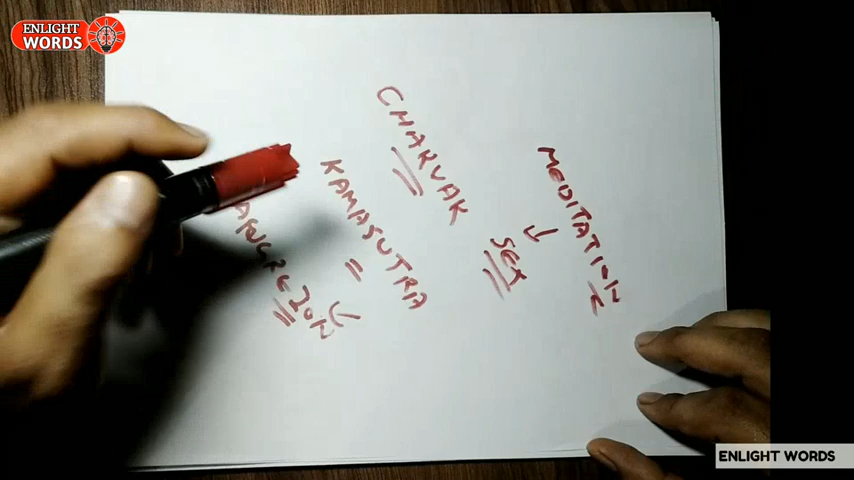 ENLIGHT
WORDS
MEDITATION
SEX
CHARVAK
KAMASUTRA
ENLIGHT WORDS